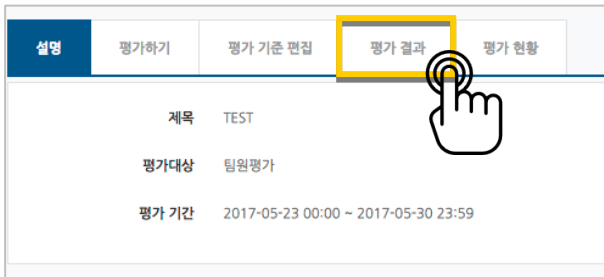 설명 평가하기 평가 기준 편집 평가 결과 평가 현황
제목 TEST
평가대상 팀원평가
평가 기간 2017-05-23 00:00 ~ 2017-05-30 23:59